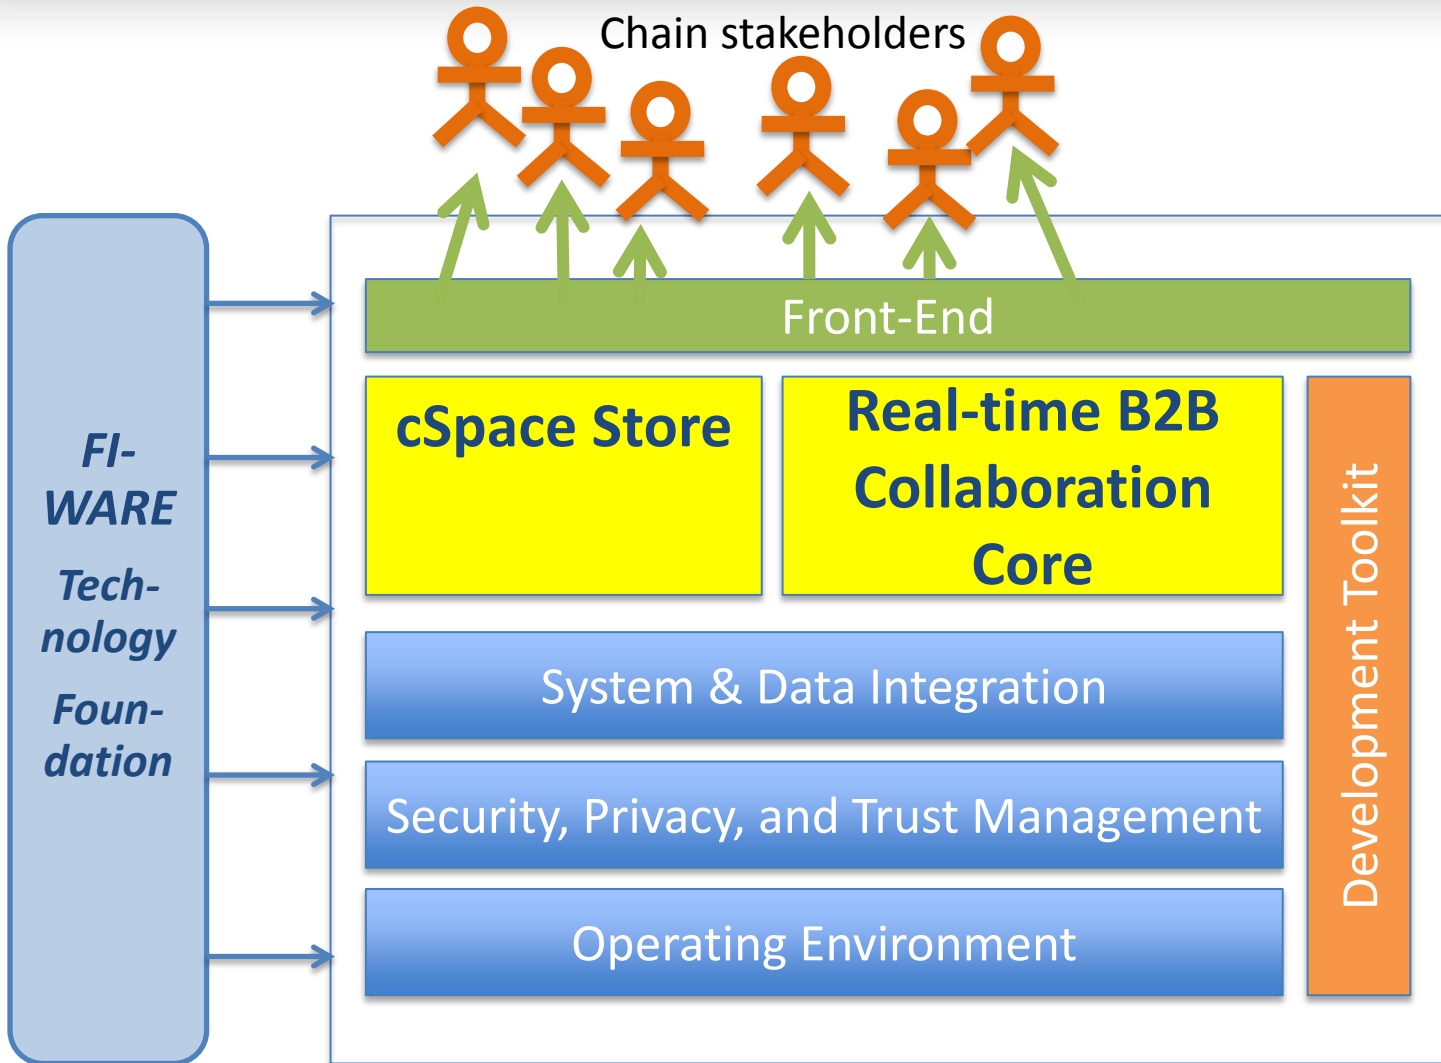 Chain stakeholders
Front-End
FI-
WARE
Tech-
nology
Foun-
dation
cSpace Store
Real-time B2B
Collaboration
Core
System & Data Integration
Security, Privacy, and Trust Management
Operating Environment
Development Toolkit